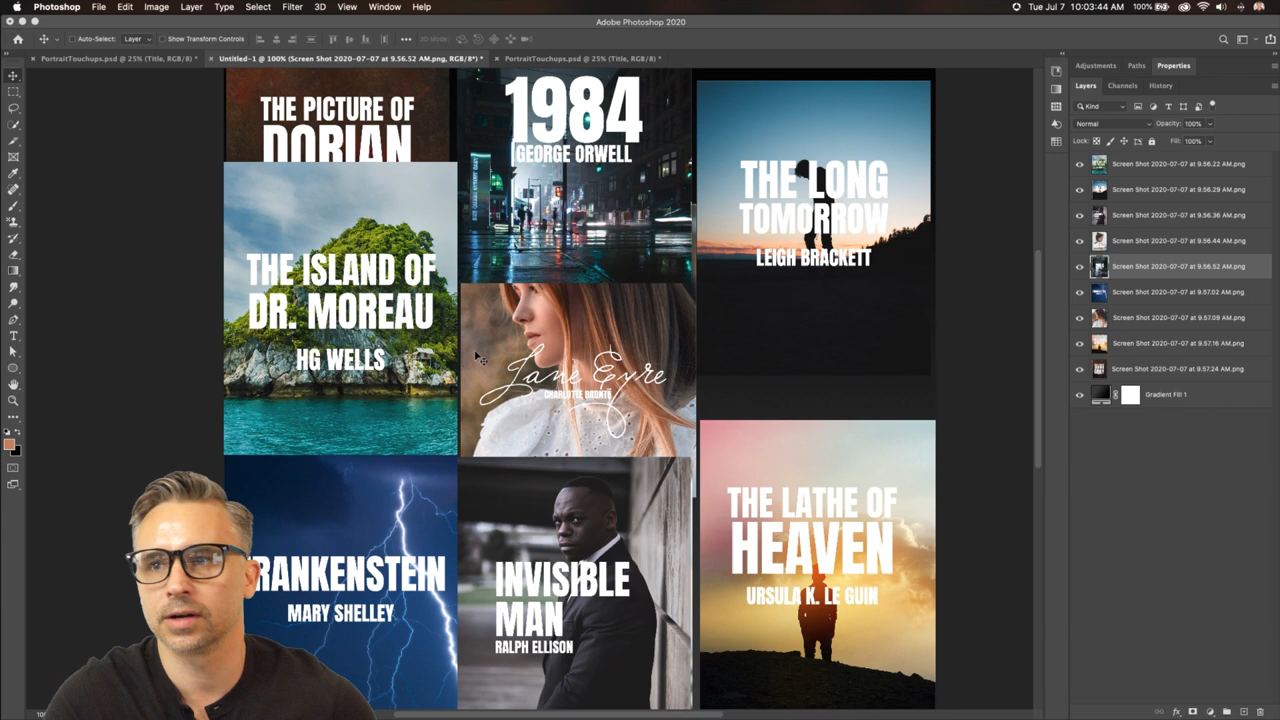 Photoshop File Edit Image Layer Type Select Filter 3D View Window Help
100% Tue Jul 7 10:03:44 AM
Adobe Photoshop 2020
Auto-Select: Layer Show Transform Controls 3D Mode:
PortraitTouchups.psd @ 25% (Title, RGB/8) *
Untitled-1 @ 100% (Screen Shot 2020-07-07 at 9.56.52 AM.png, RGB/8*) *
PortraitTouchups.psd @ 25% (Title, RGB/8) *
THE PICTURE OF
DORIAN
1984
GEORGE ORWELL
THE LONG
TOMORROW
LEIGH BRACKETT
THE ISLAND OF
DR. MOREAU
HG WELLS
Jane Eyre
CHARLOTTE BRONTË
FRANKENSTEIN
MARY SHELLEY
INVISIBLE
MAN
RALPH ELLISON
THE LATHE OF
HEAVEN
URSULA K. LE GUIN
Adjustments Paths Properties
Layers Channels History
Kind
Normal Opacity: 100%
Lock: Fill: 100%
Screen Shot 2020-07-07 at 9.56.22 AM.png
Screen Shot 2020-07-07 at 9.56.29 AM.png
Screen Shot 2020-07-07 at 9.56.36 AM.png
Screen Shot 2020-07-07 at 9.56.44 AM.png
Screen Shot 2020-07-07 at 9.56.52 AM.png
Screen Shot 2020-07-07 at 9.57.02 AM.png
Screen Shot 2020-07-07 at 9.57.09 AM.png
Screen Shot 2020-07-07 at 9.57.16 AM.png
Screen Shot 2020-07-07 at 9.57.24 AM.png
Gradient Fill 1